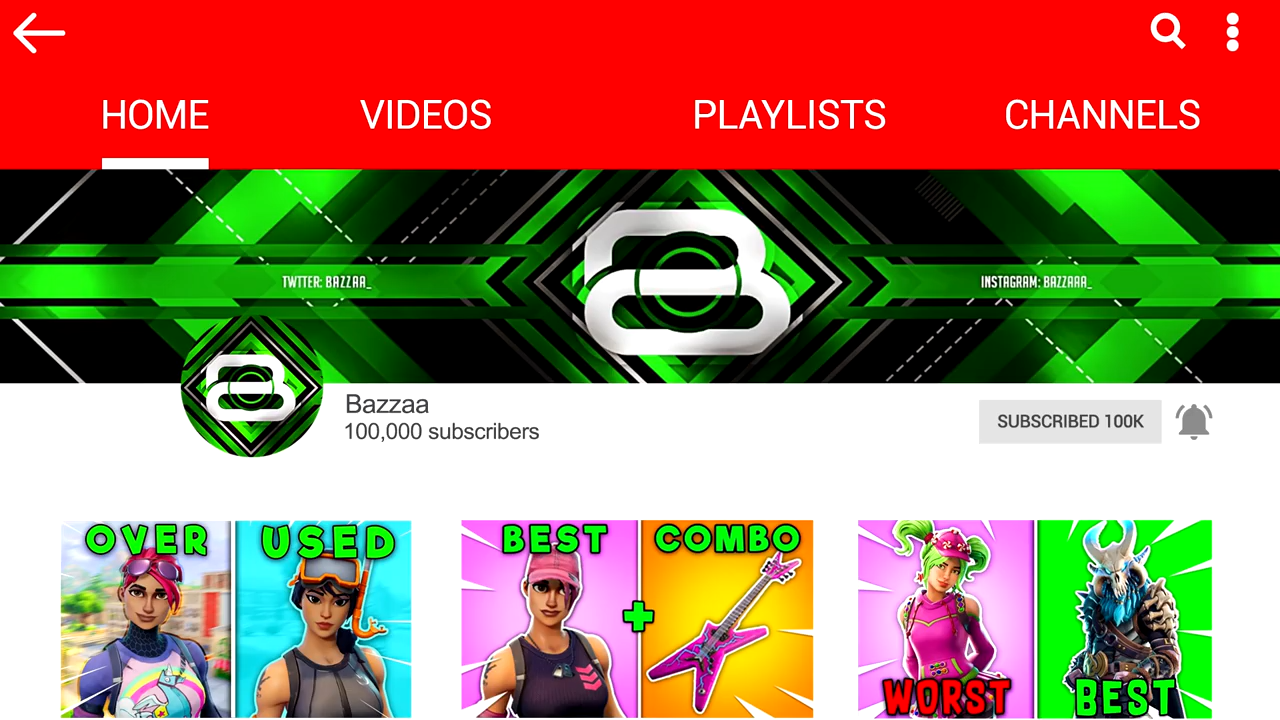 HOME VIDEOS PLAYLISTS CHANNELS
TWTTER: BAZZAA_ INSTAGRAM: BAZZAAA_
B
Bazzaa
100,000 subscribers
SUBSCRIBED 100K
OVER USED
BEST COMBO
+
WORST BEST